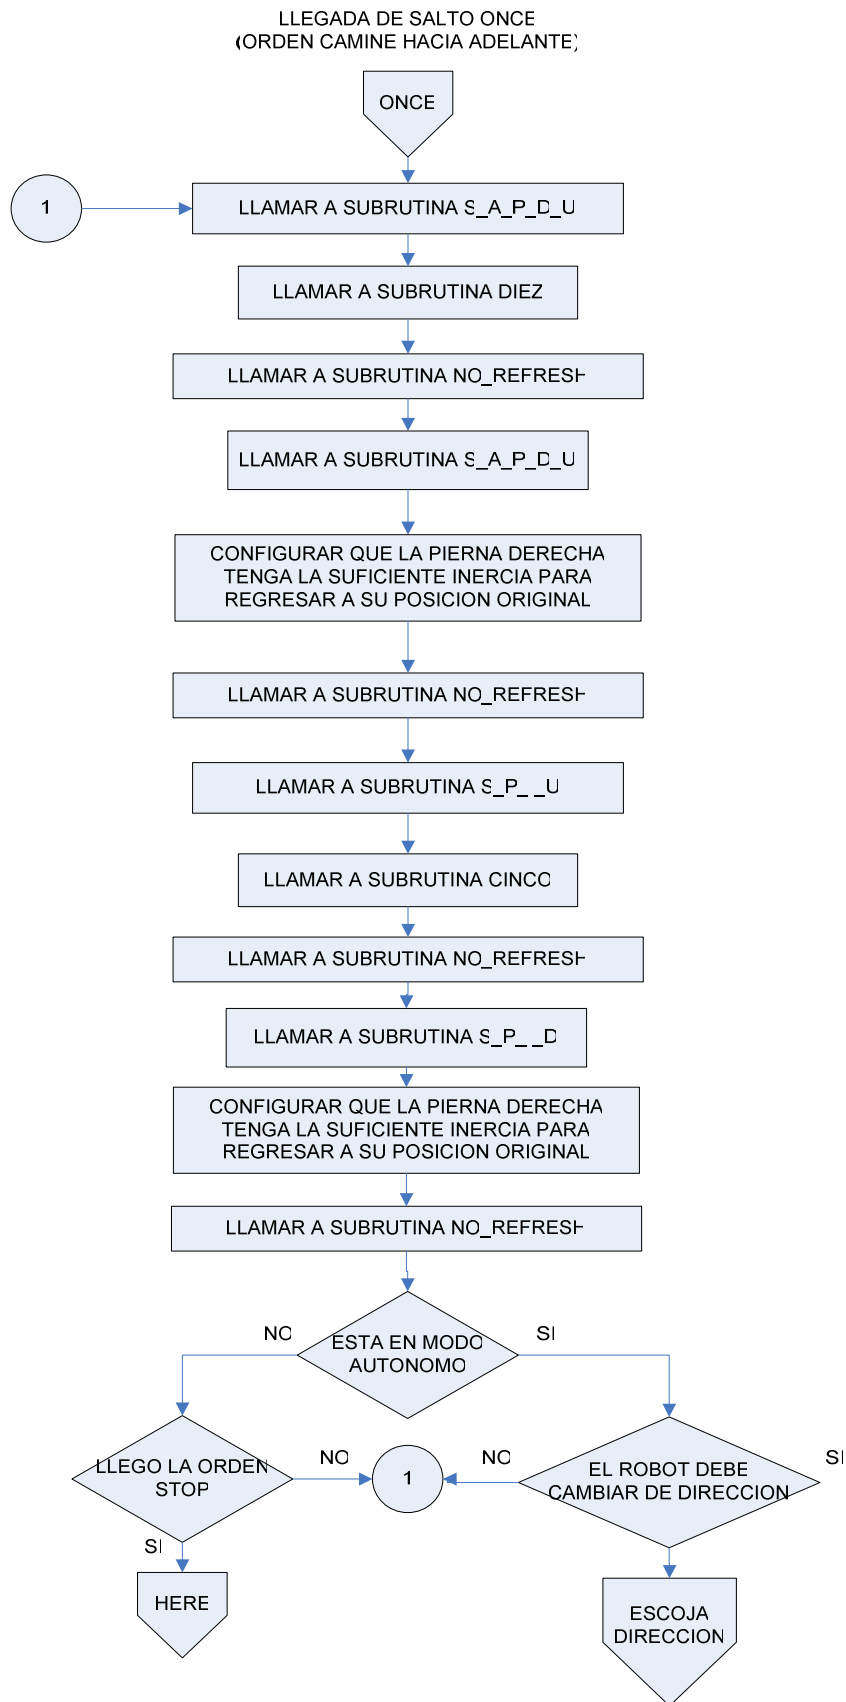 LLEGADA DE SALTO ONCE
(ORDEN CAMINE HACIA ADELANTE)
ONCE
1
LLAMAR A SUBRUTINA S_A_P_D_U
LLAMAR A SUBRUTINA DIEZ
LLAMAR A SUBRUTINA NO_REFRESH
LLAMAR A SUBRUTINA S_A_P_D_U
CONFIGURAR QUE LA PIERNA DERECHA
TENGA LA SUFICIENTE INERCIA PARA
REGRESAR A SU POSICION ORIGINAL
LLAMAR A SUBRUTINA NO_REFRESH
LLAMAR A SUBRUTINA S_P_ _U
LLAMAR A SUBRUTINA CINCO
LLAMAR A SUBRUTINA NO_REFRESH
LLAMAR A SUBRUTINA S_P_ _D
CONFIGURAR QUE LA PIERNA DERECHA
TENGA LA SUFICIENTE INERCIA PARA
REGRESAR A SU POSICION ORIGINAL
LLAMAR A SUBRUTINA NO_REFRESH
NO
ESTA EN MODO
AUTONOMO
SI
LLEGO LA ORDEN
STOP
NO
1
NO
EL ROBOT DEBE
CAMBIAR DE DIRECCION
SI
SI
HERE
ESCOJA
DIRECCION